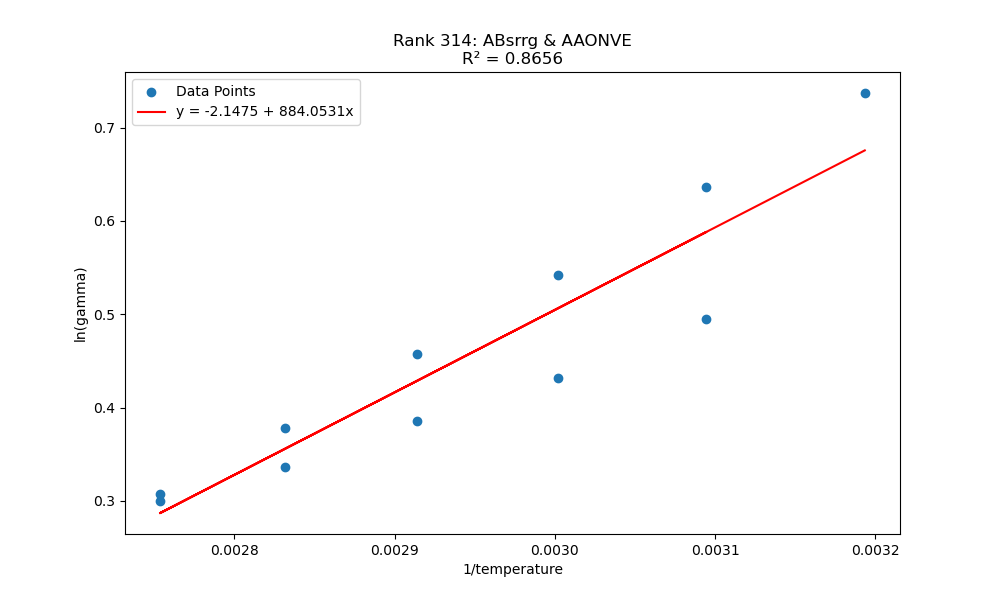 Rank 314: ABsrrg & AAONVE
R² = 0.8656
Data Points
y = -2.1475 + 884.0531x
ln(gamma)
0.7
0.6
0.5
0.4
0.3
0.0028
0.0029
0.0030
0.0031
0.0032
1/temperature